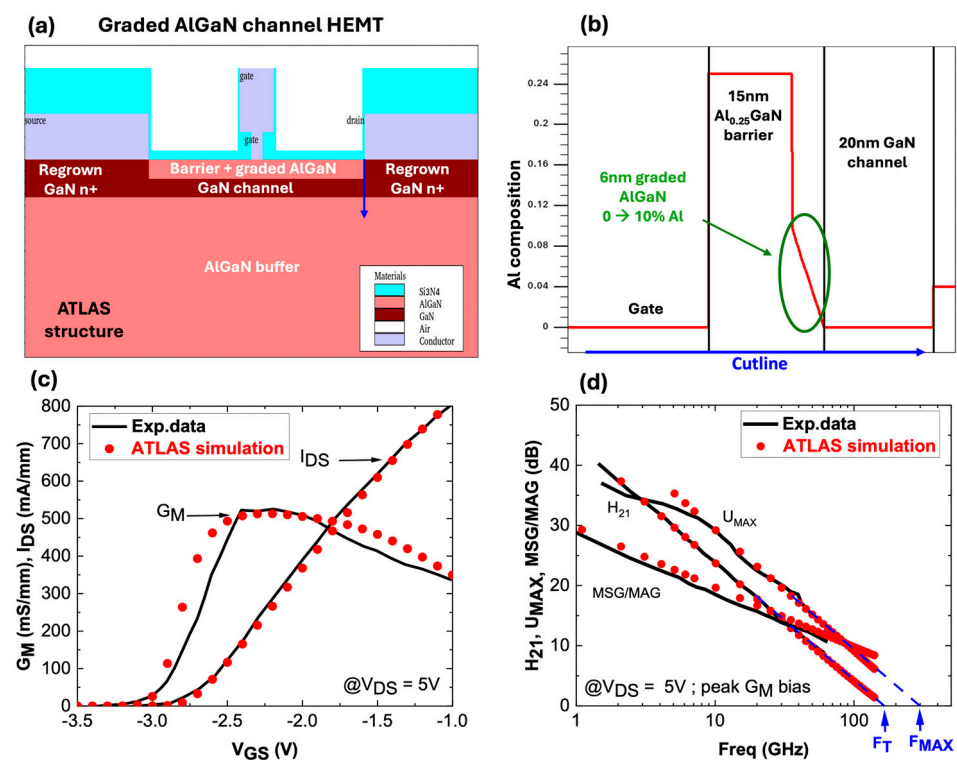 (a)
Graded AlGaN channel HEMT
gate
source
drain
gate
Regrown
GaN n+
Barrier + graded AlGaN
GaN channel
Regrown
GaN n+
AlGaN buffer
ATLAS
structure
Materials
Si3N4
AlGaN
GaN
Air
Conductor
(b)
Al composition
0.24
0.2
0.16
0.12
0.08
0.04
0
15nm
Al0.25GaN
barrier
20nm GaN
channel
6nm graded
AlGaN
0 → 10% Al
Gate
Cutline
(c)
GM (mS/mm), IDS (mA/mm)
800
700
600
500
400
300
200
100
0
Exp.data
ATLAS simulation
IDS
GM
@VDS = 5V
-3.5
-3.0
-2.5
-2.0
-1.5
-1.0
VGS (V)
(d)
H21, UMAX, MSG/MAG (dB)
50
40
30
20
10
0
Exp.data
ATLAS simulation
H21
UMAX
MSG/MAG
@VDS = 5V ; peak GM bias
1
10
100
Freq (GHz)
FT
FMAX